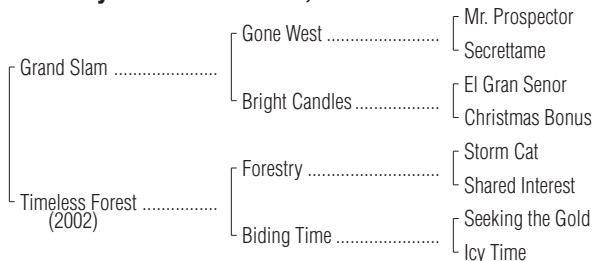 Mr. Prospector
Gone West ........................
Secrettame
Grand Slam ......................
El Gran Senor
Bright Candles ..................
Christmas Bonus
Storm Cat
Forestry ............................
Shared Interest
Timeless Forest ................
(2002)
Seeking the Gold
Biding Time ......................
Icy Time